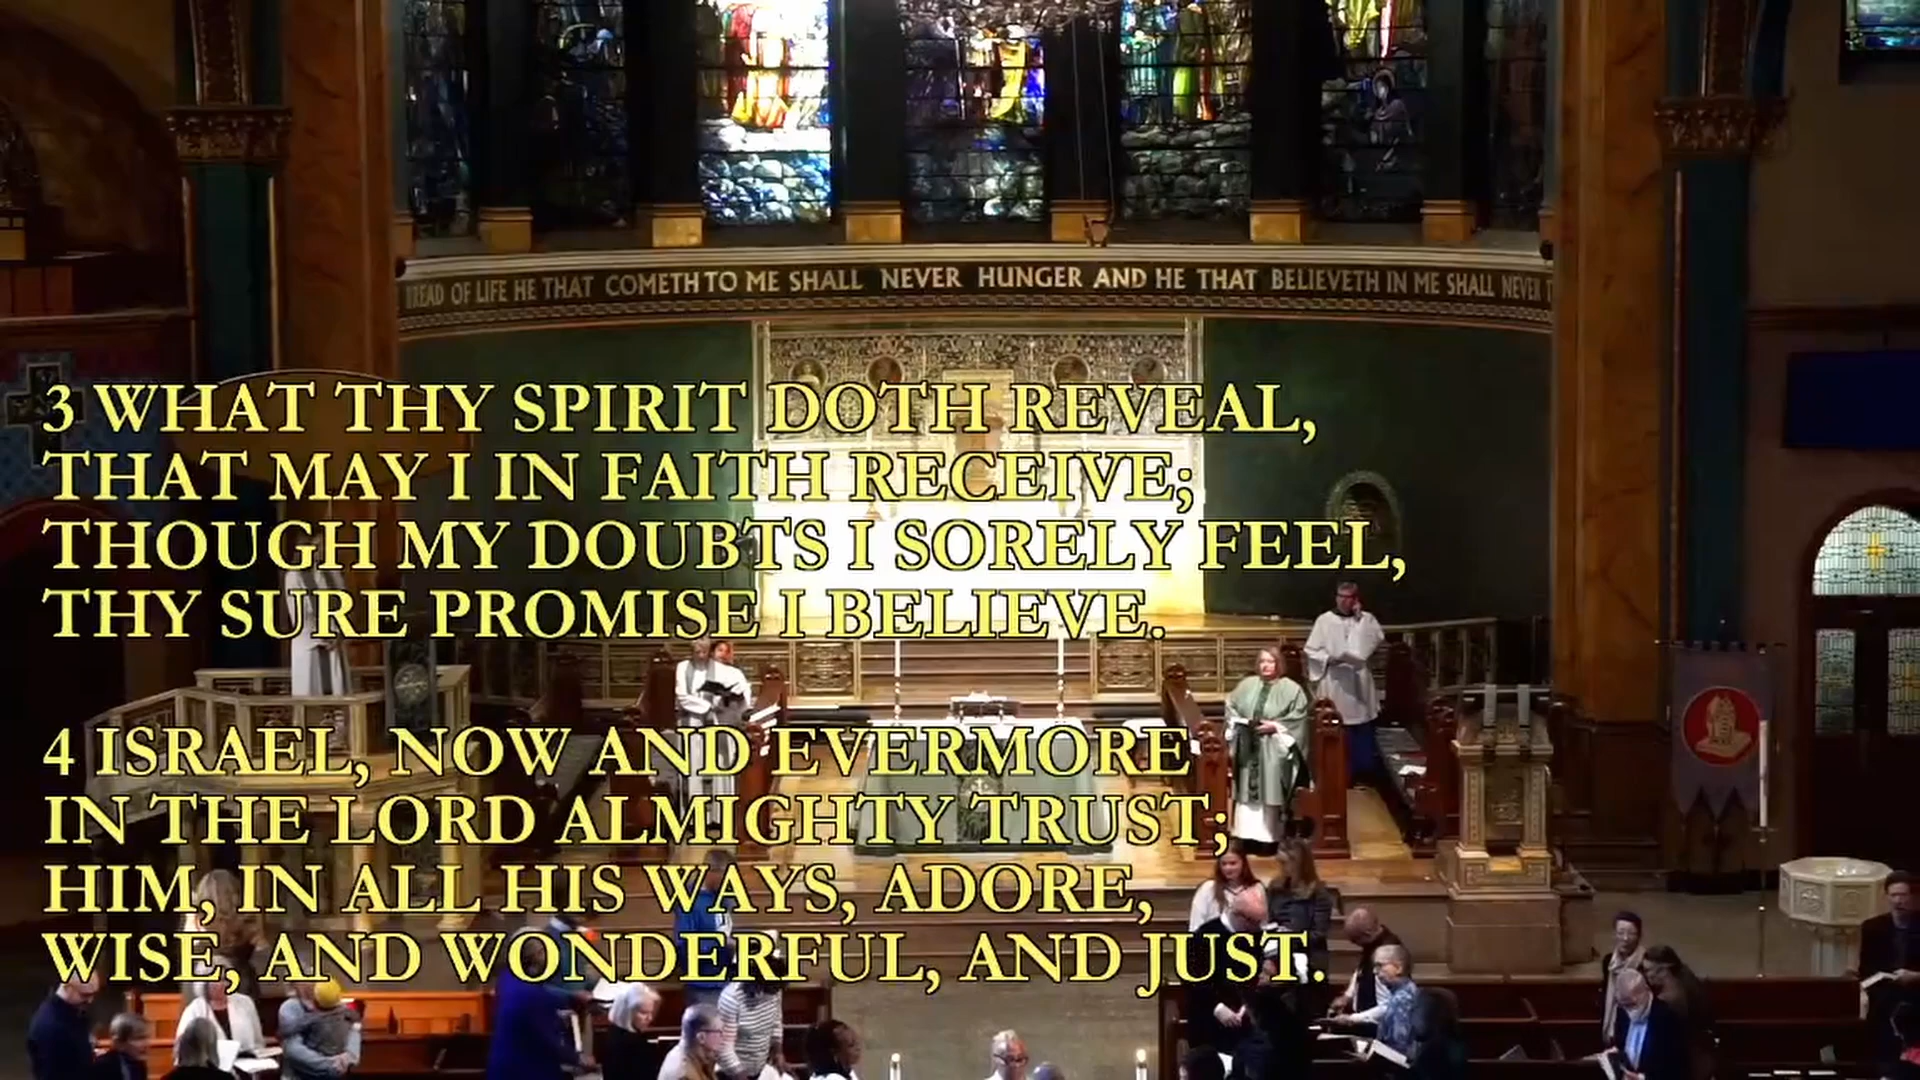 READ OF LIFE HE THAT COMETH TO ME SHALL NEVER HUNGER AND HE THAT BELIEVETH IN ME SHALL NEVER T
3 WHAT THY SPIRIT DOTH REVEAL,
THAT MAY I IN FAITH RECEIVE;
THOUGH MY DOUBTS I SORELY FEEL,
THY SURE PROMISE I BELIEVE.
4 ISRAEL, NOW AND EVERMORE
IN THE LORD ALMIGHTY TRUST;
HIM, IN ALL HIS WAYS, ADORE,
WISE, AND WONDERFUL, AND JUST.